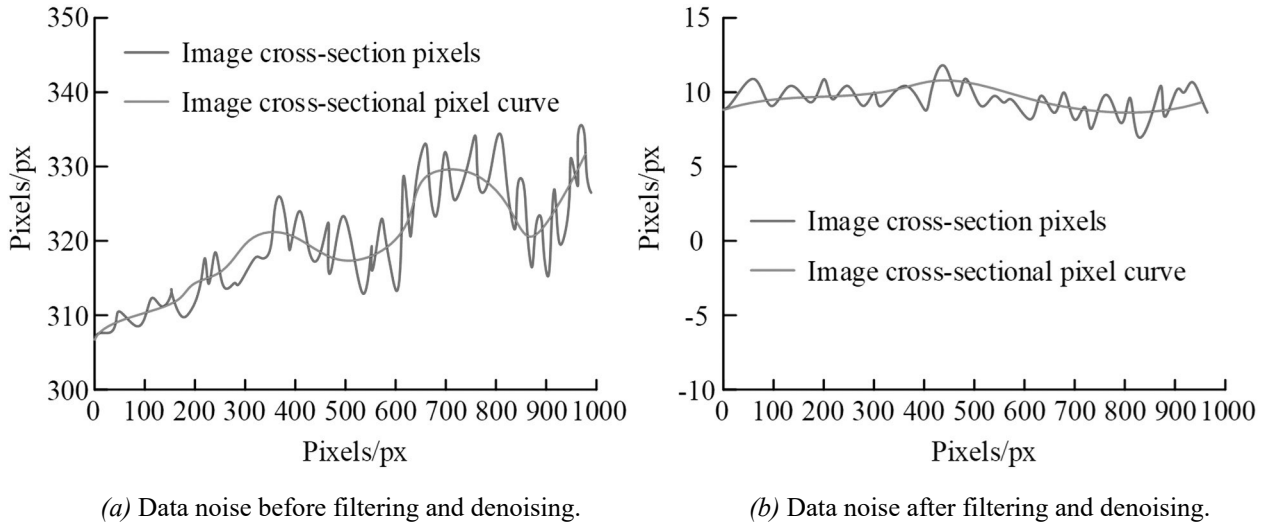 350
340
330
320
310
300
Pixels/px
Image cross-section pixels
Image cross-sectional pixel curve
0 100 200 300 400 500 600 700 800 900 1000
Pixels/px
(a) Data noise before filtering and denoising.
15
10
5
0
-5
-10
Pixels/px
Image cross-section pixels
Image cross-sectional pixel curve
0 100 200 300 400 500 600 700 800 900 1000
Pixels/px
(b) Data noise after filtering and denoising.